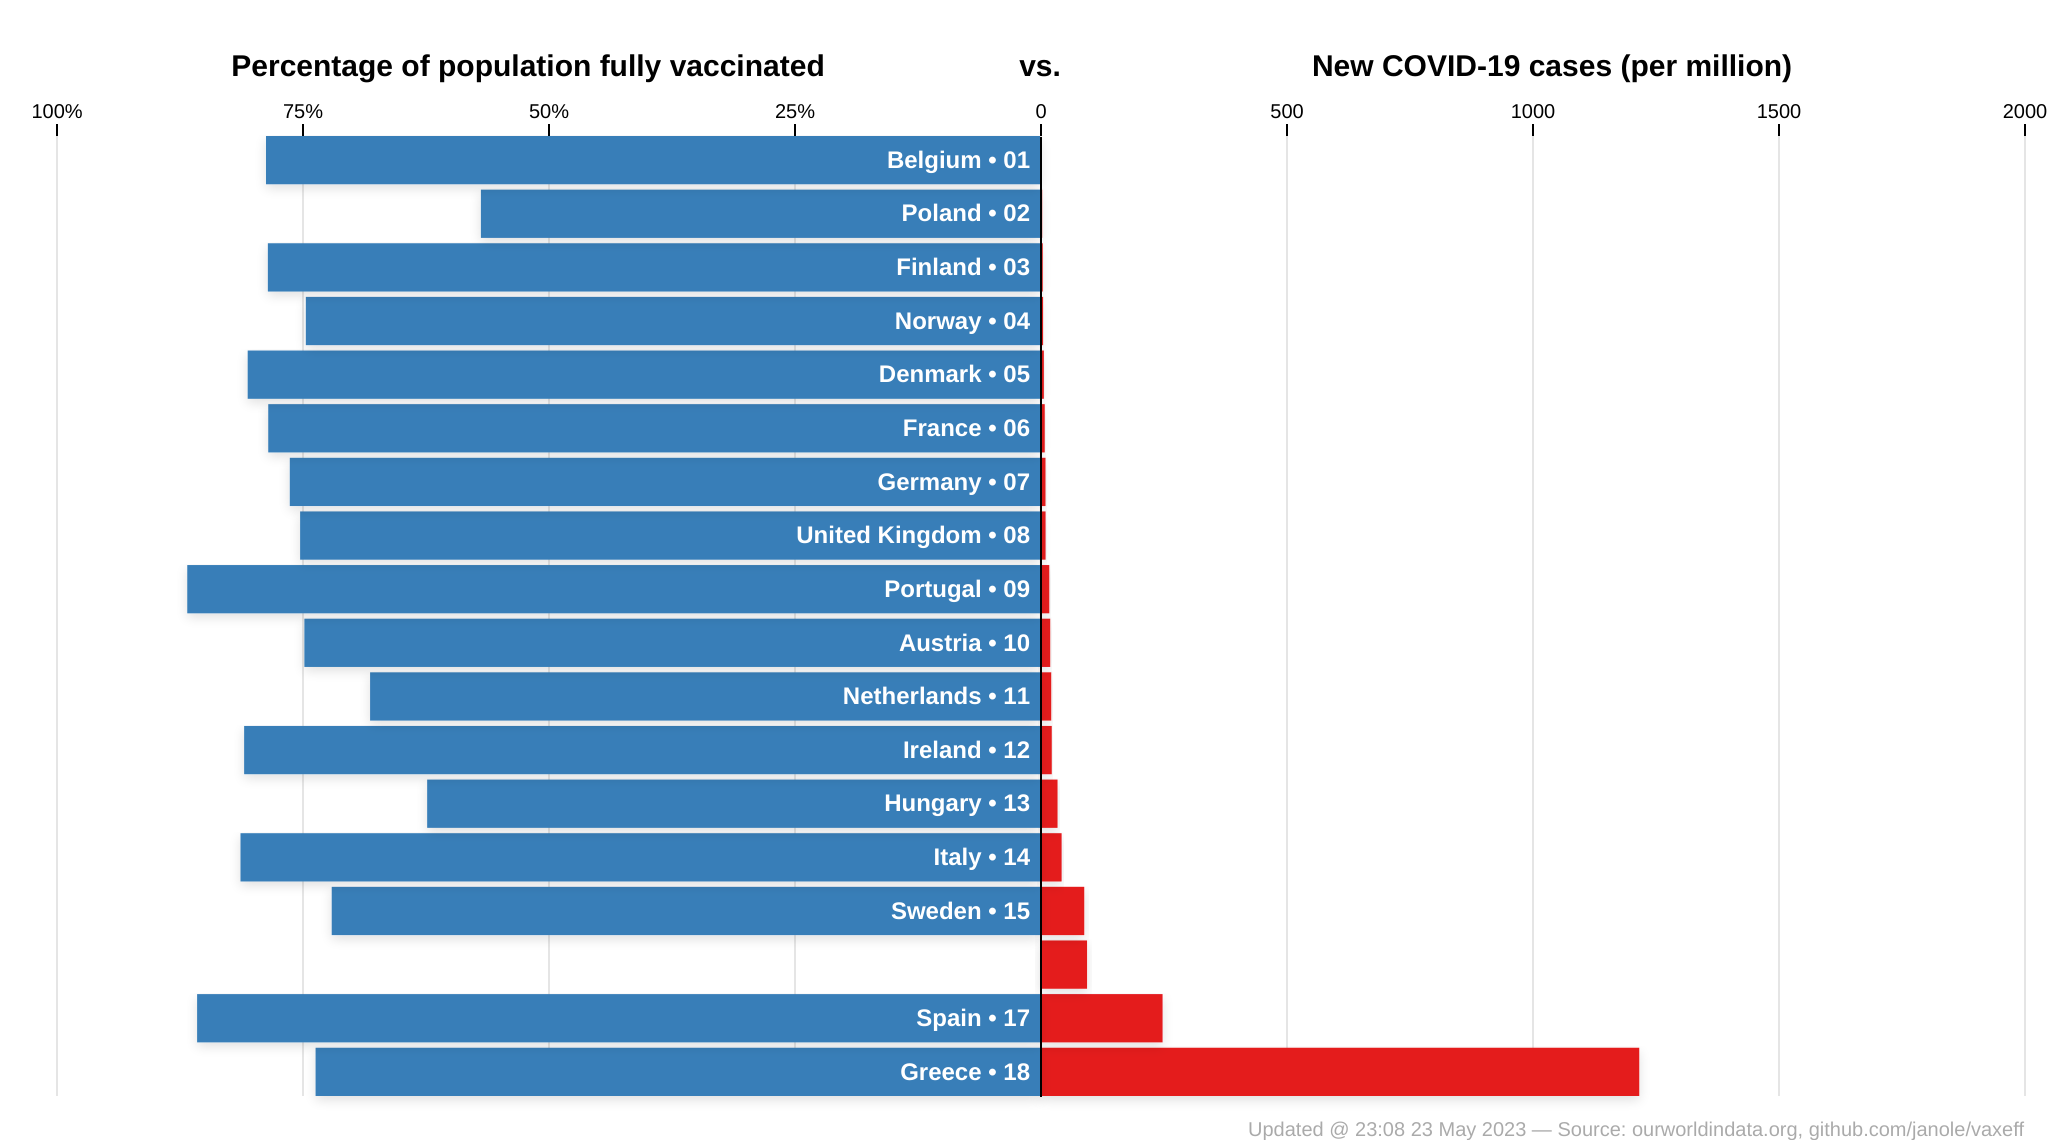 Percentage of population fully vaccinated vs. New COVID-19 cases (per million)
100% 75% 50% 25% 0 500 1000 1500 2000
Belgium • 01
Poland • 02
Finland • 03
Norway • 04
Denmark • 05
France • 06
Germany • 07
United Kingdom • 08
Portugal • 09
Austria • 10
Netherlands • 11
Ireland • 12
Hungary • 13
Italy • 14
Sweden • 15
Spain • 17
Greece • 18
Updated @ 23:08 23 May 2023 — Source: ourworldindata.org, github.com/janole/vaxeff